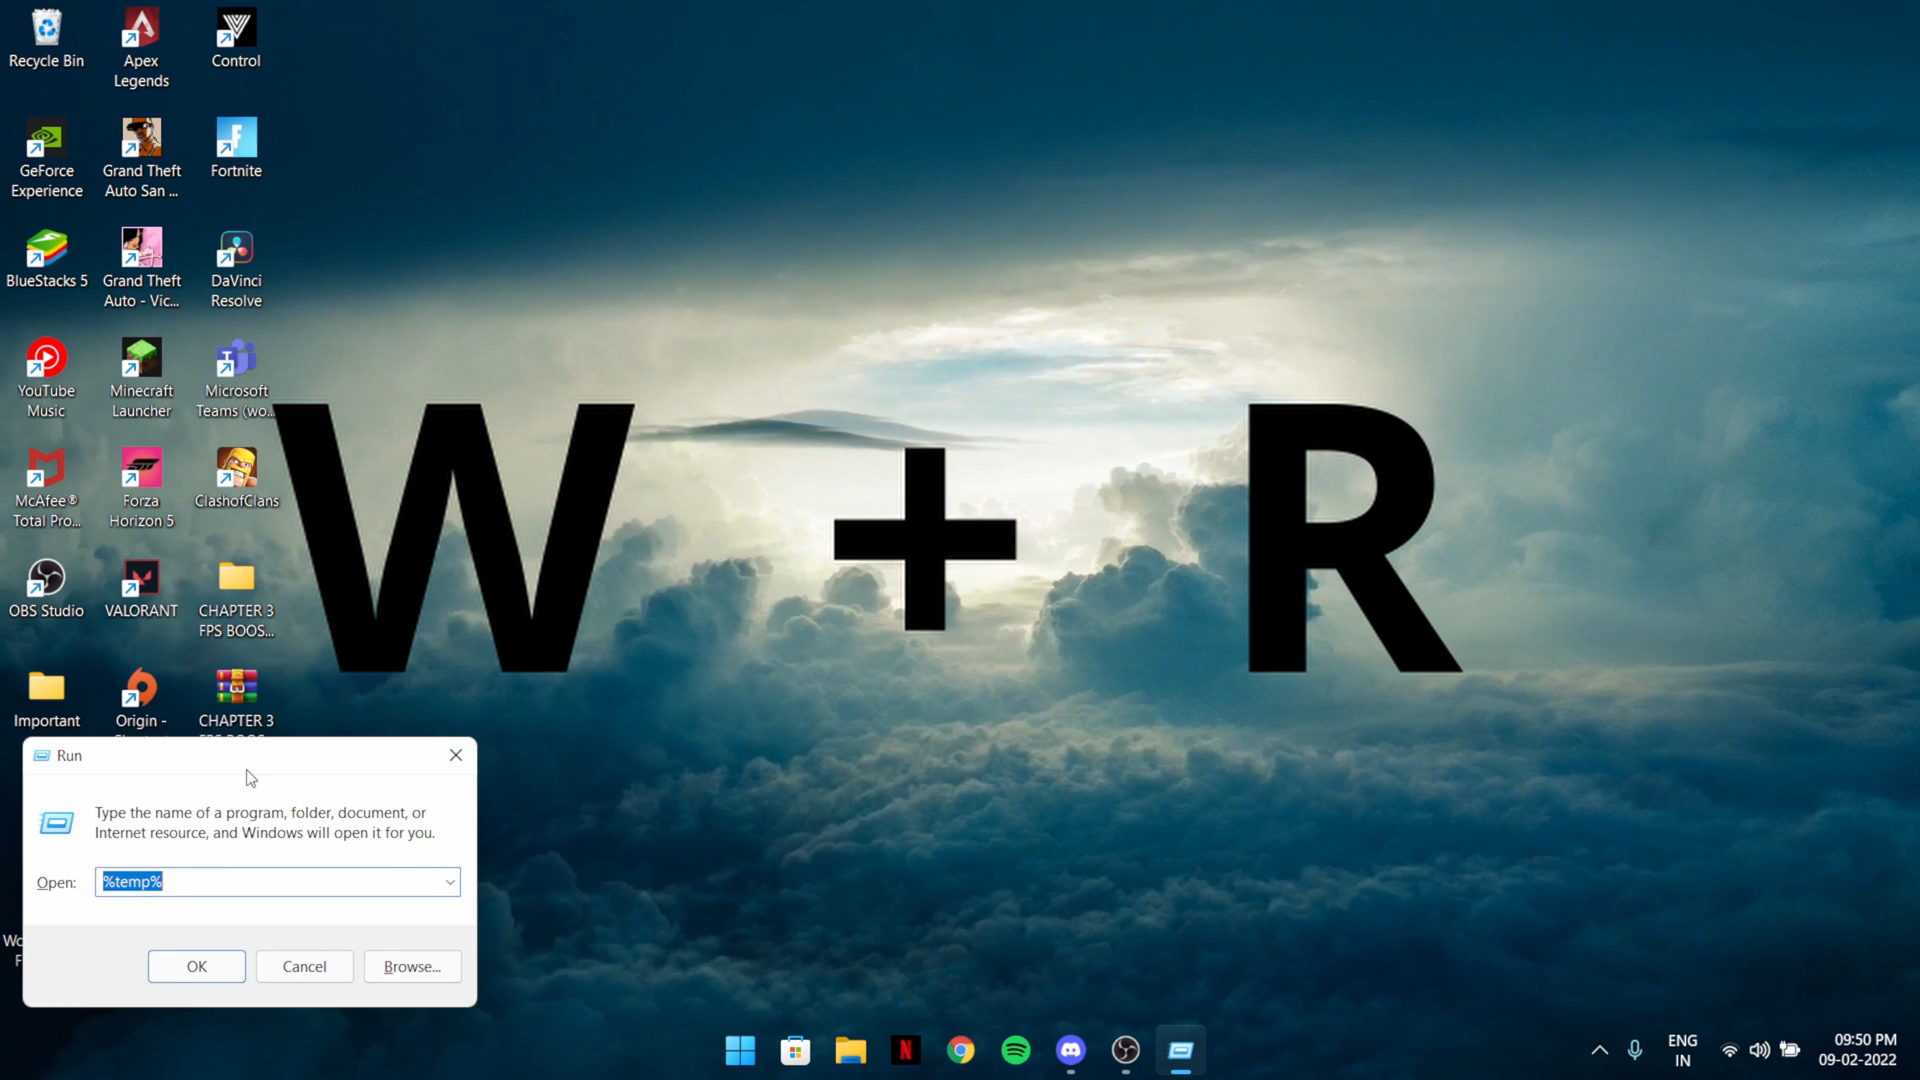 Recycle Bin
Apex
Legends
Control
GeForce
Experience
Grand Theft
Auto San ...
Fortnite
BlueStacks 5
Grand Theft
Auto - Vic...
DaVinci
Resolve
YouTube
Music
Minecraft
Launcher
Microsoft
Teams (wo...
McAfee®
Total Pro...
Forza
Horizon 5
ClashofClans
OBS Studio
VALORANT
CHAPTER 3
FPS BOOS...
Important
Origin -
CHAPTER 3
W + R
Run
Type the name of a program, folder, document, or
Internet resource, and Windows will open it for you.
Open: %temp%
OK
Cancel
Browse...
ENG
IN
09:50 PM
09-02-2022